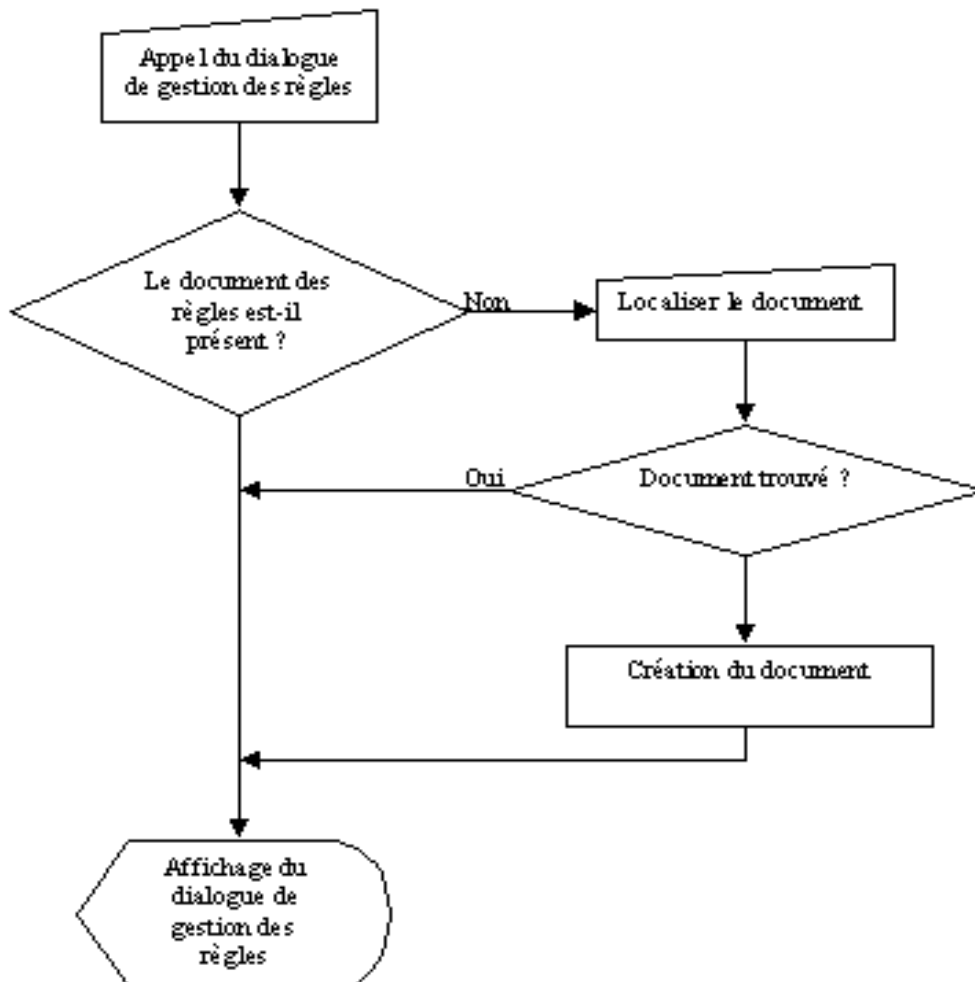 Appel du dialogue
de gestion des règles
Le document des
règles est-il
présent ?
Non
Localiser le document
Oui
Document trouvé ?
Création du document
Affichage du
dialogue de
gestion des
règles